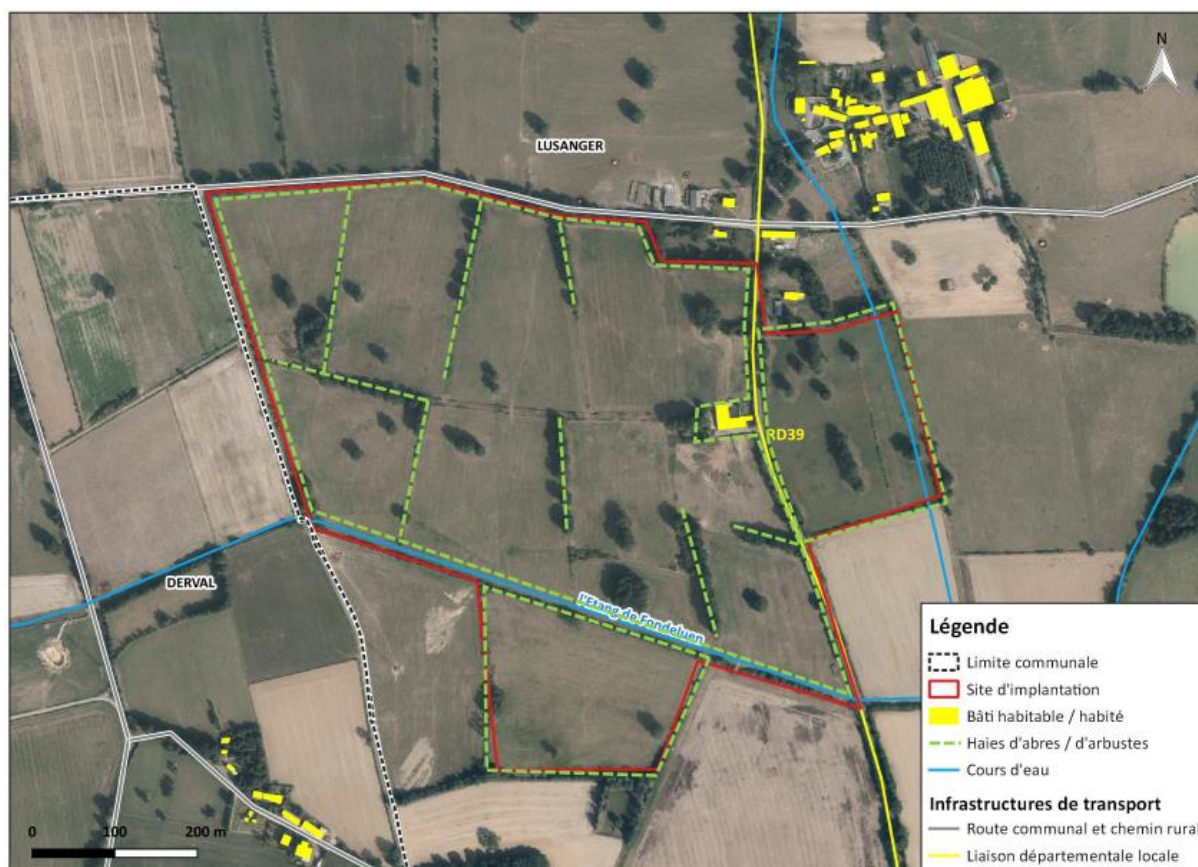 N
LUSANGER
RD39
DERVAL
l'Etang de Fondeluen
0 100 200 m
Légende
Limite communale
Site d'implantation
Bâti habitable / habité
Haies d'abres / d'arbustes
Cours d'eau
Infrastructures de transport
Route communal et chemin rural
Liaison départementale locale